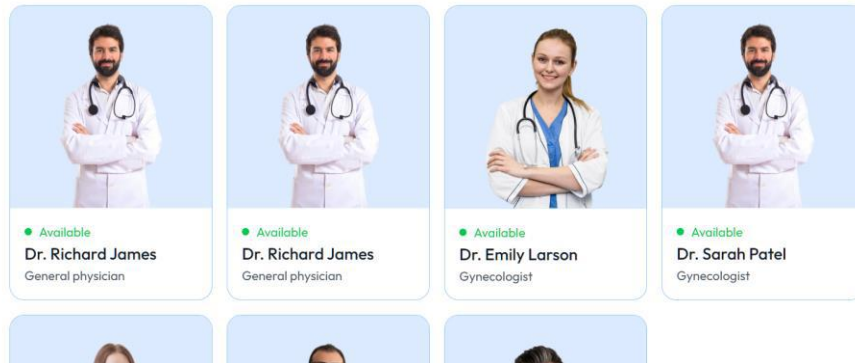 Available
Dr. Richard James
General physician
Available
Dr. Richard James
General physician
Available
Dr. Emily Larson
Gynecologist
Available
Dr. Sarah Patel
Gynecologist